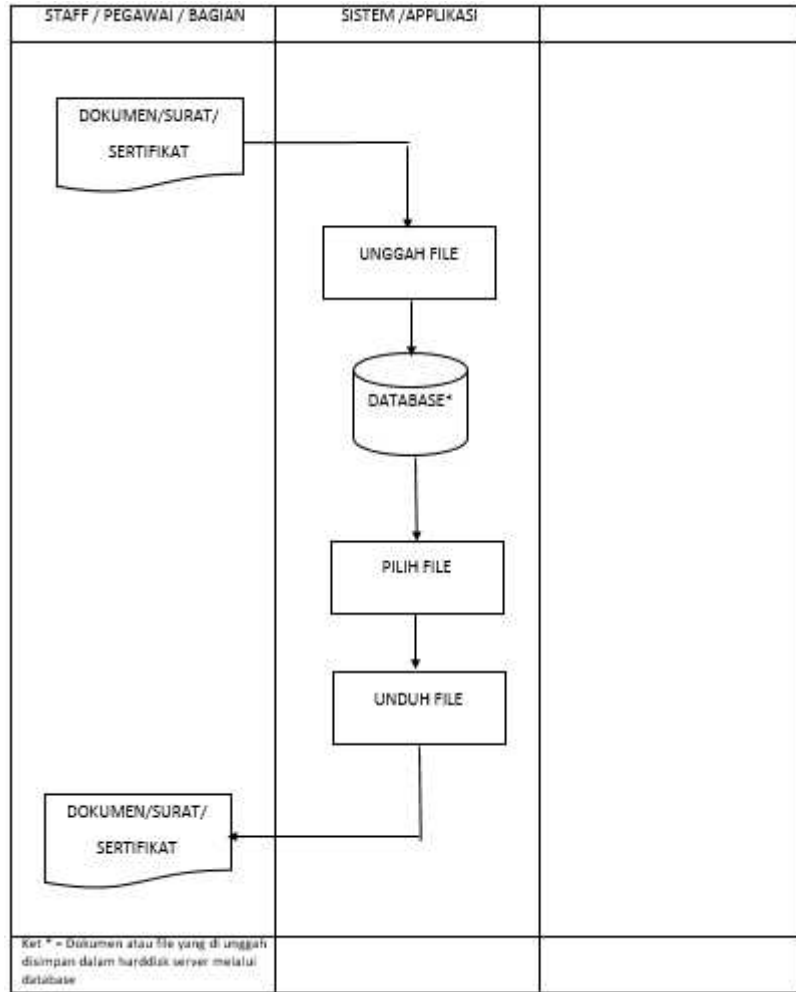 STAFF / PEGAWAI / BAGIAN
SISTEM /APPLIKASI
DOKUMEN/SURAT/
SERTIFIKAT
UNGGAH FILE
DATABASE*
PILIH FILE
UNDUH FILE
DOKUMEN/SURAT/
SERTIFIKAT
Ket * = Dokumen atau file yang di unggah
disimpan dalam harddisk server melalui
database